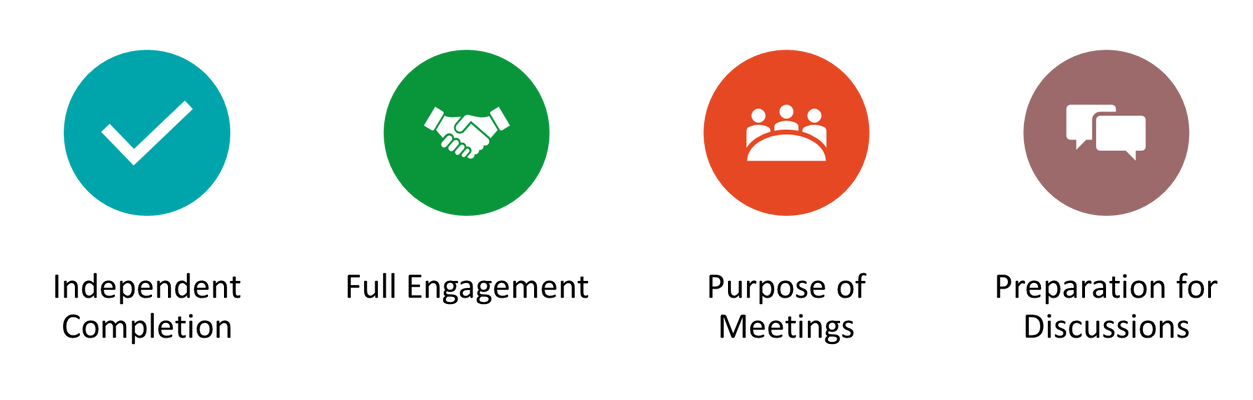 Independent
Completion
Full Engagement
Purpose of
Meetings
Preparation for
Discussions